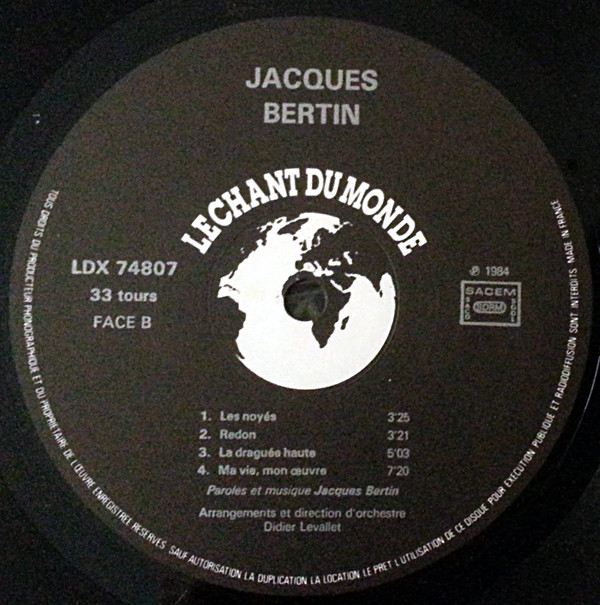 JACQUES
BERTIN
LE CHANT DU MONDE
LDX 74807
33 tours
FACE B
℗ 1984
SACEM
SACD
SDRM
SGDL
1. Les noyés 3'25
2. Redon 3'21
3. La draguée haute 5'03
4. Ma vie, mon œuvre 7'20
Paroles et musique Jacques Bertin
Arrangements et direction d'orchestre
Didier Levallet
TOUS DROITS DU PRODUCTEUR PHONOGRAPHIQUE ET DU PROPRIETAIRE DE L'ŒUVRE ENREGISTREE RESERVES. SAUF AUTORISATION LA DUPLICATION LA LOCATION LE PRET L'UTILISATION DE CE DISQUE POUR EXECUTION PUBLIQUE ET RADIODIFFUSION SONT INTERDITS MADE IN FRANCE